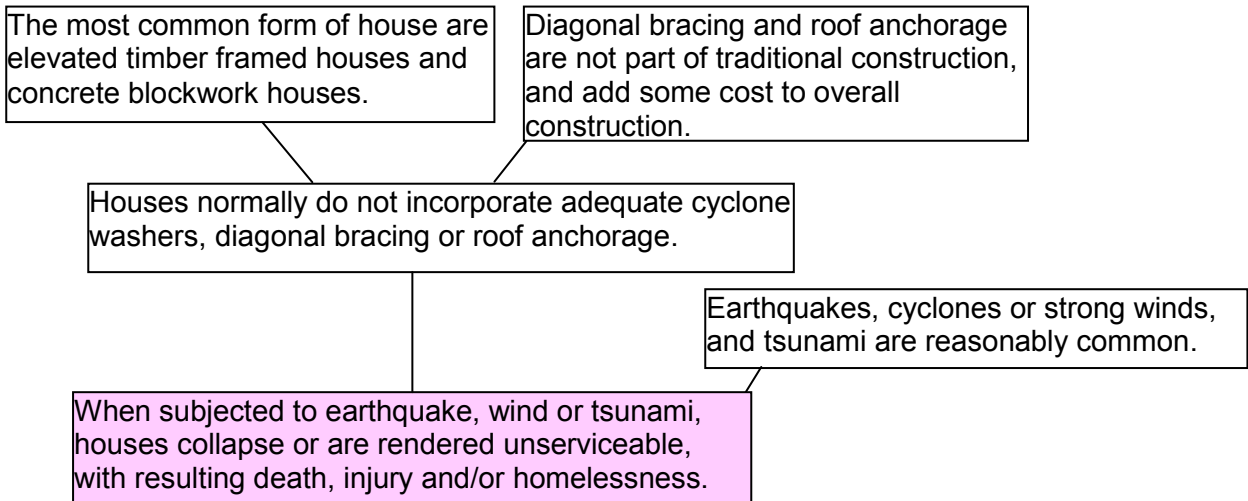 The most common form of house are
elevated timber framed houses and
concrete blockwork houses.
Diagonal bracing and roof anchorage
are not part of traditional construction,
and add some cost to overall
construction.
Houses normally do not incorporate adequate cyclone
washers, diagonal bracing or roof anchorage.
Earthquakes, cyclones or strong winds,
and tsunami are reasonably common.
When subjected to earthquake, wind or tsunami,
houses collapse or are rendered unserviceable,
with resulting death, injury and/or homelessness.